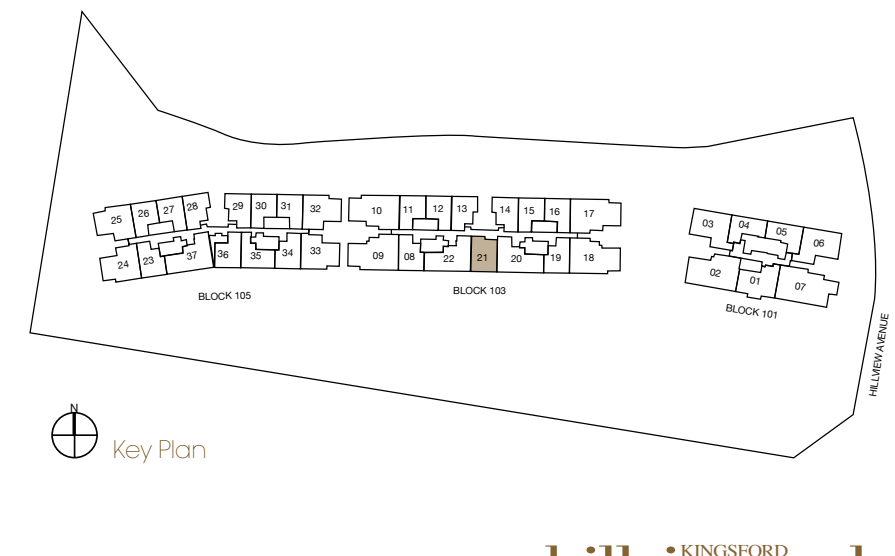 03 04 05 06
25 26 27 28 29 30 31 32 10 11 12 13 14 15 16 17
24 23 37 36 35 34 33 09 08 22 21 20 19 18 02 01 07
BLOCK 105 BLOCK 103 BLOCK 101
HILLVIEW AVENUE
N
Key Plan
KINGSFORD